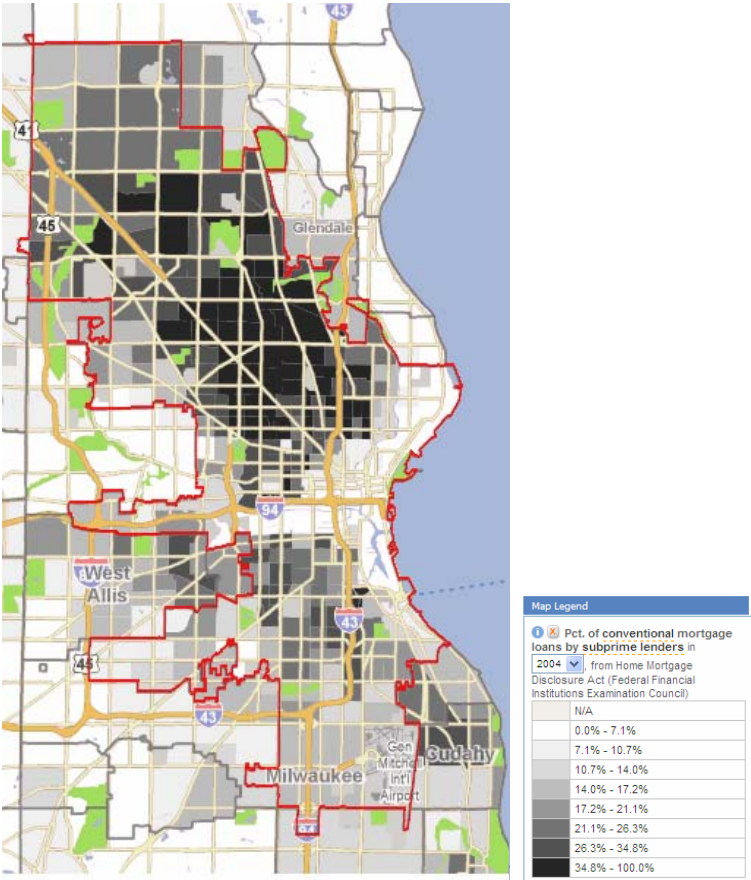 43
41
45
Glendale
94
West
Allis
43
45
43
Gen
Mitchell
Int'l
Airport
Cudahy
Milwaukee
Map Legend
Pct. of conventional mortgage
loans by subprime lenders in
2004 , from Home Mortgage
Disclosure Act (Federal Financial
Institutions Examination Council)
N/A
0.0% - 7.1%
7.1% - 10.7%
10.7% - 14.0%
14.0% - 17.2%
17.2% - 21.1%
21.1% - 26.3%
26.3% - 34.8%
34.8% - 100.0%